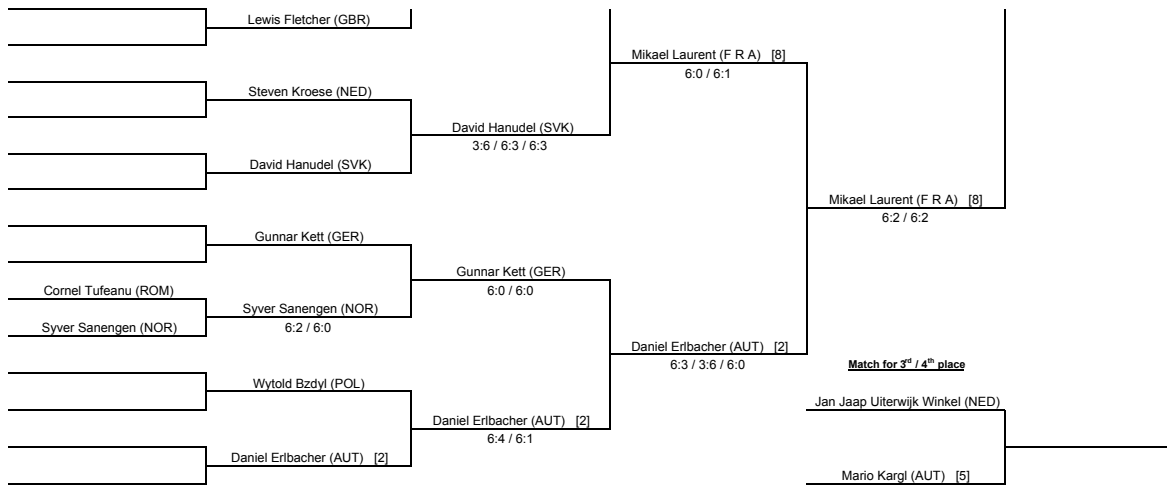 Lewis Fletcher (GBR)
Mikael Laurent (F R A) [8]
6:0 / 6:1
Steven Kroese (NED)
David Hanudel (SVK)
3:6 / 6:3 / 6:3
David Hanudel (SVK)
Mikael Laurent (F R A) [8]
6:2 / 6:2
Gunnar Kett (GER)
Gunnar Kett (GER)
6:0 / 6:0
Cornel Tufeanu (ROM)
Syver Sanengen (NOR)
6:2 / 6:0
Syver Sanengen (NOR)
Daniel Erlbacher (AUT) [2]
6:3 / 3:6 / 6:0
Match for 3rd / 4th place
Wytold Bzdyl (POL)
Jan Jaap Uiterwijk Winkel (NED)
Daniel Erlbacher (AUT) [2]
6:4 / 6:1
Daniel Erlbacher (AUT) [2]
Mario Kargl (AUT) [5]